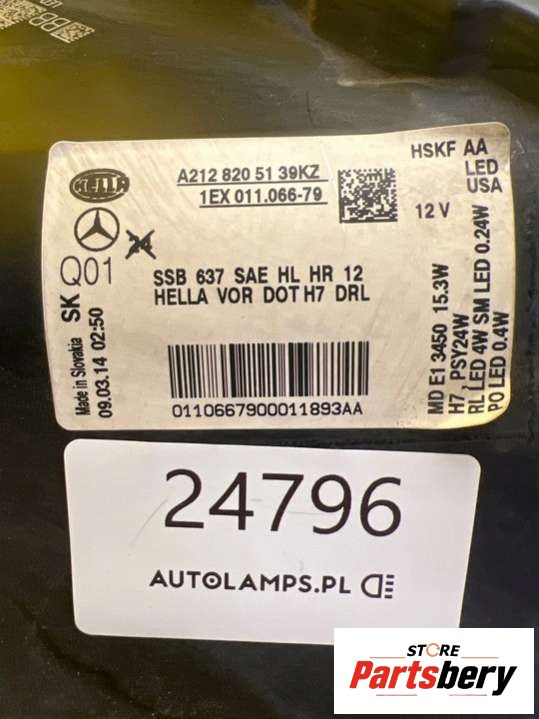 HELLA
A212 820 51 39KZ
1EX 011.066-79
HSKF AA
LED
USA
12 V
Q01
SK
Made in Slovakia
09.03.14 02:50
SSB 637 SAE HL HR 12
HELLA VOR DOT H7 DRL
MD E1 3450 15.3W
H7 / PSY24W
RL LED 4W SM LED 0.24W
PO LED 0.4W
0110667900011893AA
24796
AUTOLAMPS.PL
STORE
Partsbery